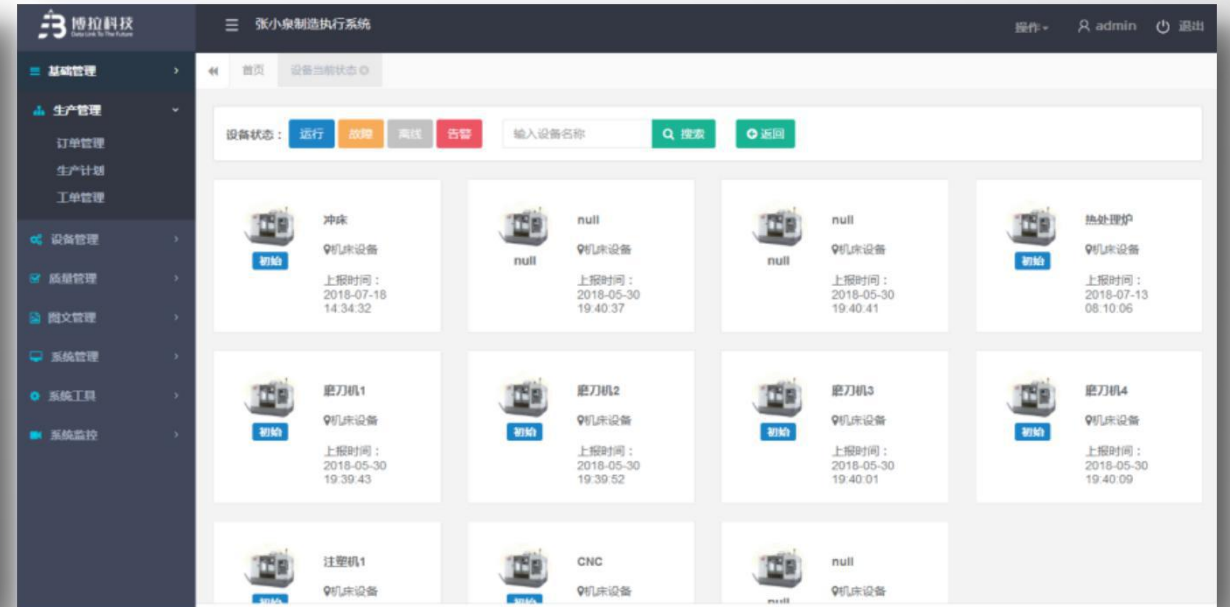 博拉科技
Data Link To The Future
张小泉制造执行系统
操作
admin
退出
基础管理
生产管理
订单管理
生产计划
工单管理
设备管理
质量管理
图文管理
系统管理
系统工具
系统监控
首页
设备当前状态
设备状态：
运行
故障
离线
告警
输入设备名称
搜索
返回
冲床
机床设备
初始
上报时间：
2018-07-18
14:34:32
null
机床设备
null
上报时间：
2018-05-30
19:40:37
null
机床设备
null
上报时间：
2018-05-30
19:40:41
热处理炉
机床设备
初始
上报时间：
2018-07-13
08:10:06
磨刀机1
机床设备
初始
上报时间：
2018-05-30
19:39:43
磨刀机2
机床设备
初始
上报时间：
2018-05-30
19:39:52
磨刀机3
机床设备
初始
上报时间：
2018-05-30
19:40:01
磨刀机4
机床设备
初始
上报时间：
2018-05-30
19:40:09
注塑机1
机床设备
初始
CNC
机床设备
初始
null
机床设备
null